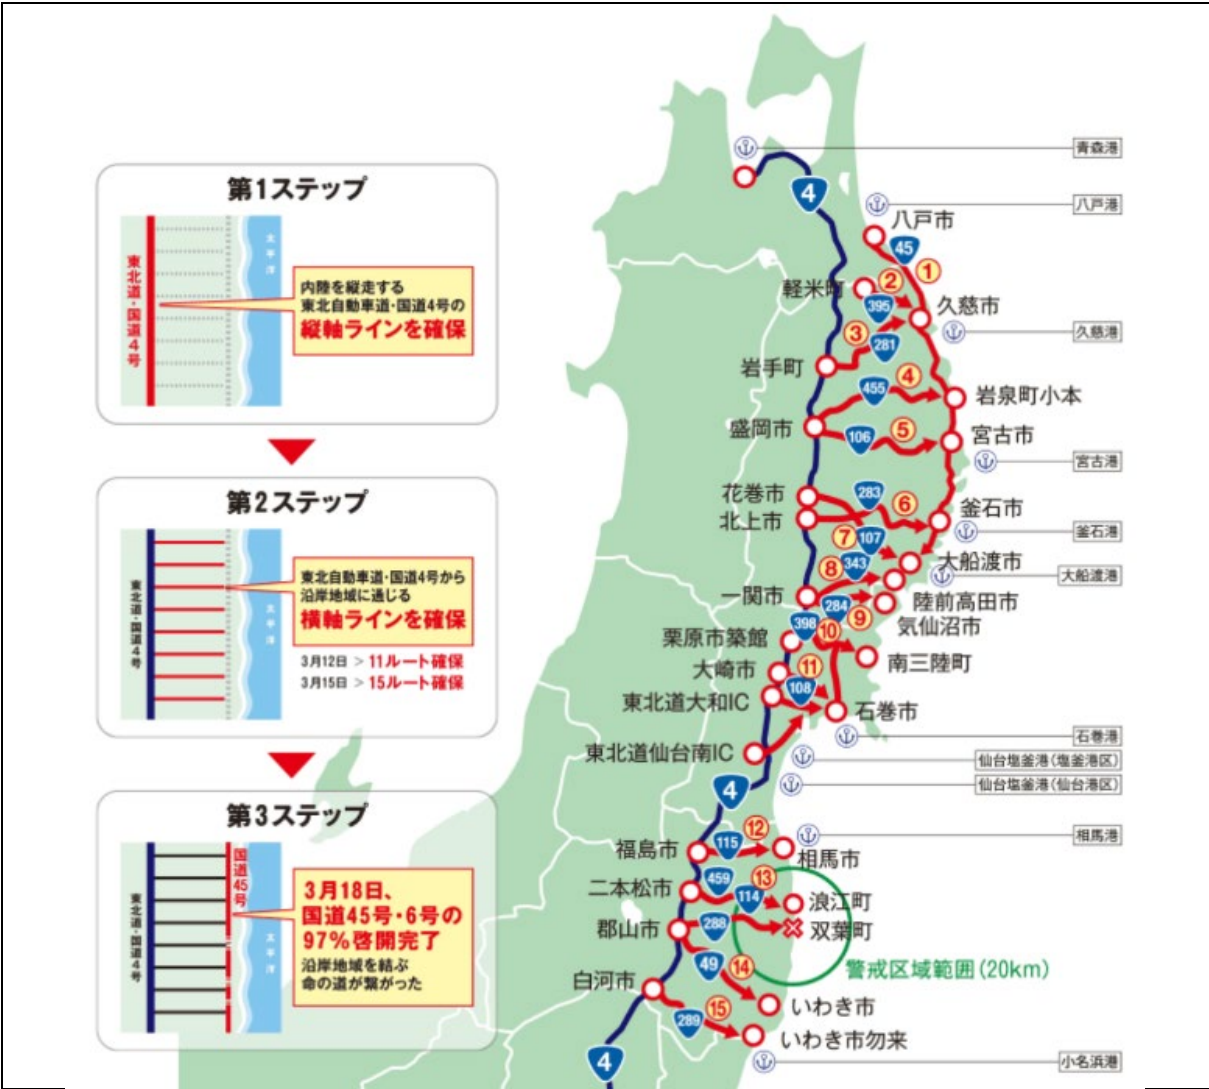 第1ステップ
東北道・国道4号
太平洋
内陸を縦走する
東北自動車道・国道4号の
縦軸ラインを確保
第2ステップ
東北道・国道4号
太平洋
東北自動車道・国道4号から
沿岸地域に通じる
横軸ラインを確保
3月12日 > 11ルート確保
3月15日 > 15ルート確保
第3ステップ
東北道・国道4号
国道45号
太平洋
3月18日、
国道45号・6号の
97%啓開完了
沿岸地域を結ぶ
命の道が繋がった
青森港
4
八戸港
八戸市
45
①
軽米町
②
395
久慈市
久慈港
③
281
岩手町
④
455
岩泉町小本
盛岡市
106
⑤
宮古市
宮古港
花巻市
283
⑥
北上市
釜石市
釜石港
⑦
107
343
大船渡市
大船渡港
⑧
一関市
284
陸前高田市
⑨
398
気仙沼市
⑩
栗原市築館
南三陸町
大崎市
⑪
108
東北道大和IC
石巻市
石巻港
東北道仙台南IC
仙台塩釜港(塩釜港区)
仙台塩釜港(仙台港区)
4
相馬港
⑫
115
福島市
相馬市
459
⑬
二本松市
114
浪江町
郡山市
288
双葉町
49
⑭
警戒区域範囲(20km)
白河市
いわき市
289
⑮
いわき市勿来
4
小名浜港